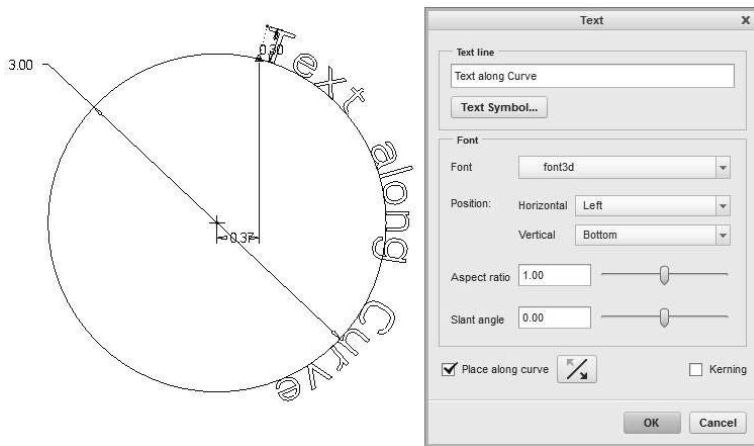 3.00
0.30
Text along Curve
0.37
Text
x
Text line
Text along Curve
Text Symbol...
Font
Font font3d
Position: Horizontal Left
Vertical Bottom
Aspect ratio 1.00
Slant angle 0.00
Place along curve Kerning
OK Cancel